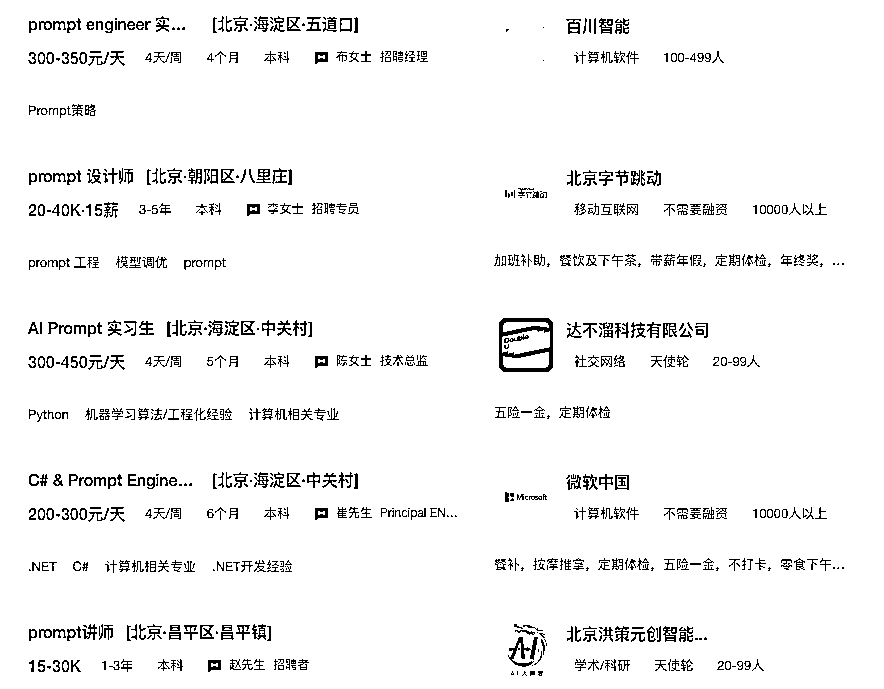 prompt engineer 实... [北京·海淀区·五道口]
百川智能
300-350元/天 4天/周 4个月 本科 布女士 招聘经理
计算机软件 100-499人
Prompt策略
prompt 设计师 [北京·朝阳区·八里庄]
北京字节跳动
20-40K·15薪 3-5年 本科 李女士 招聘专员
移动互联网 不需要融资 10000人以上
prompt 工程 模型调优 prompt
加班补助，餐饮及下午茶，带薪年假，定期体检，年终奖，...
AI Prompt 实习生 [北京·海淀区·中关村]
达不溜科技有限公司
300-450元/天 4天/周 5个月 本科 陈女士 技术总监
社交网络 天使轮 20-99人
Python 机器学习算法/工程化经验 计算机相关专业
五险一金，定期体检
C# & Prompt Engine... [北京·海淀区·中关村]
Microsoft
微软中国
200-300元/天 4天/周 6个月 本科 崔先生 Principal EN...
计算机软件 不需要融资 10000人以上
.NET C# 计算机相关专业 .NET开发经验
餐补，按摩推拿，定期体检，五险一金，不打卡，零食下午...
prompt讲师 [北京·昌平区·昌平镇]
北京洪策元创智能...
15-30K 1-3年 本科 赵先生 招聘者
学术/科研 天使轮 20-99人